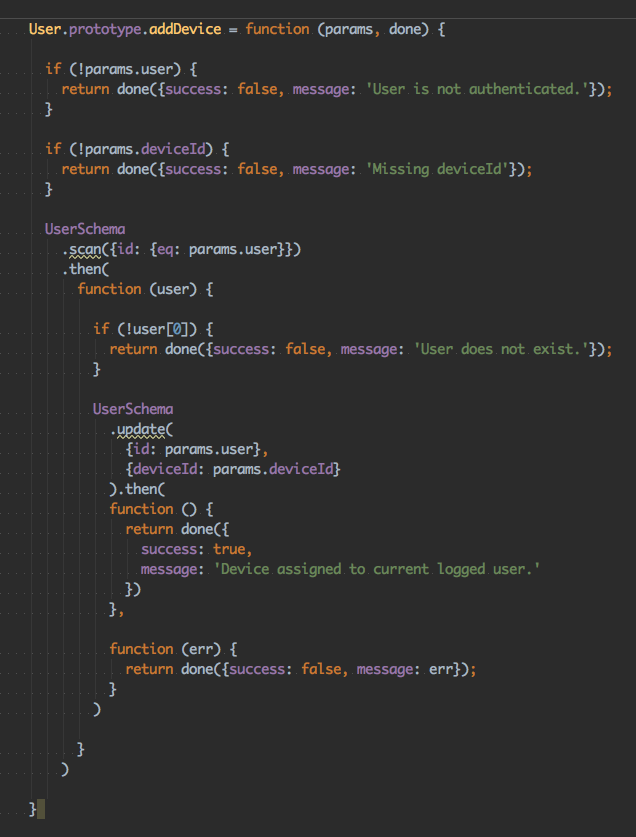 User.prototype.addDevice = function (params, done) {
if (!params.user) {
return done({success: false, message: 'User is not authenticated.'});
}
if (!params.deviceId) {
return done({success: false, message: 'Missing deviceId'});
}
UserSchema
.scan({id: {eq: params.user}})
.then(
function (user) {
if (!user[0]) {
return done({success: false, message: 'User does not exist.'});
}
UserSchema
.update(
{id: params.user},
{deviceId: params.deviceId}
).then(
function () {
return done({
success: true,
message: 'Device assigned to current logged user.'
})
},
function (err) {
return done({success: false, message: err});
}
)
}
)
}